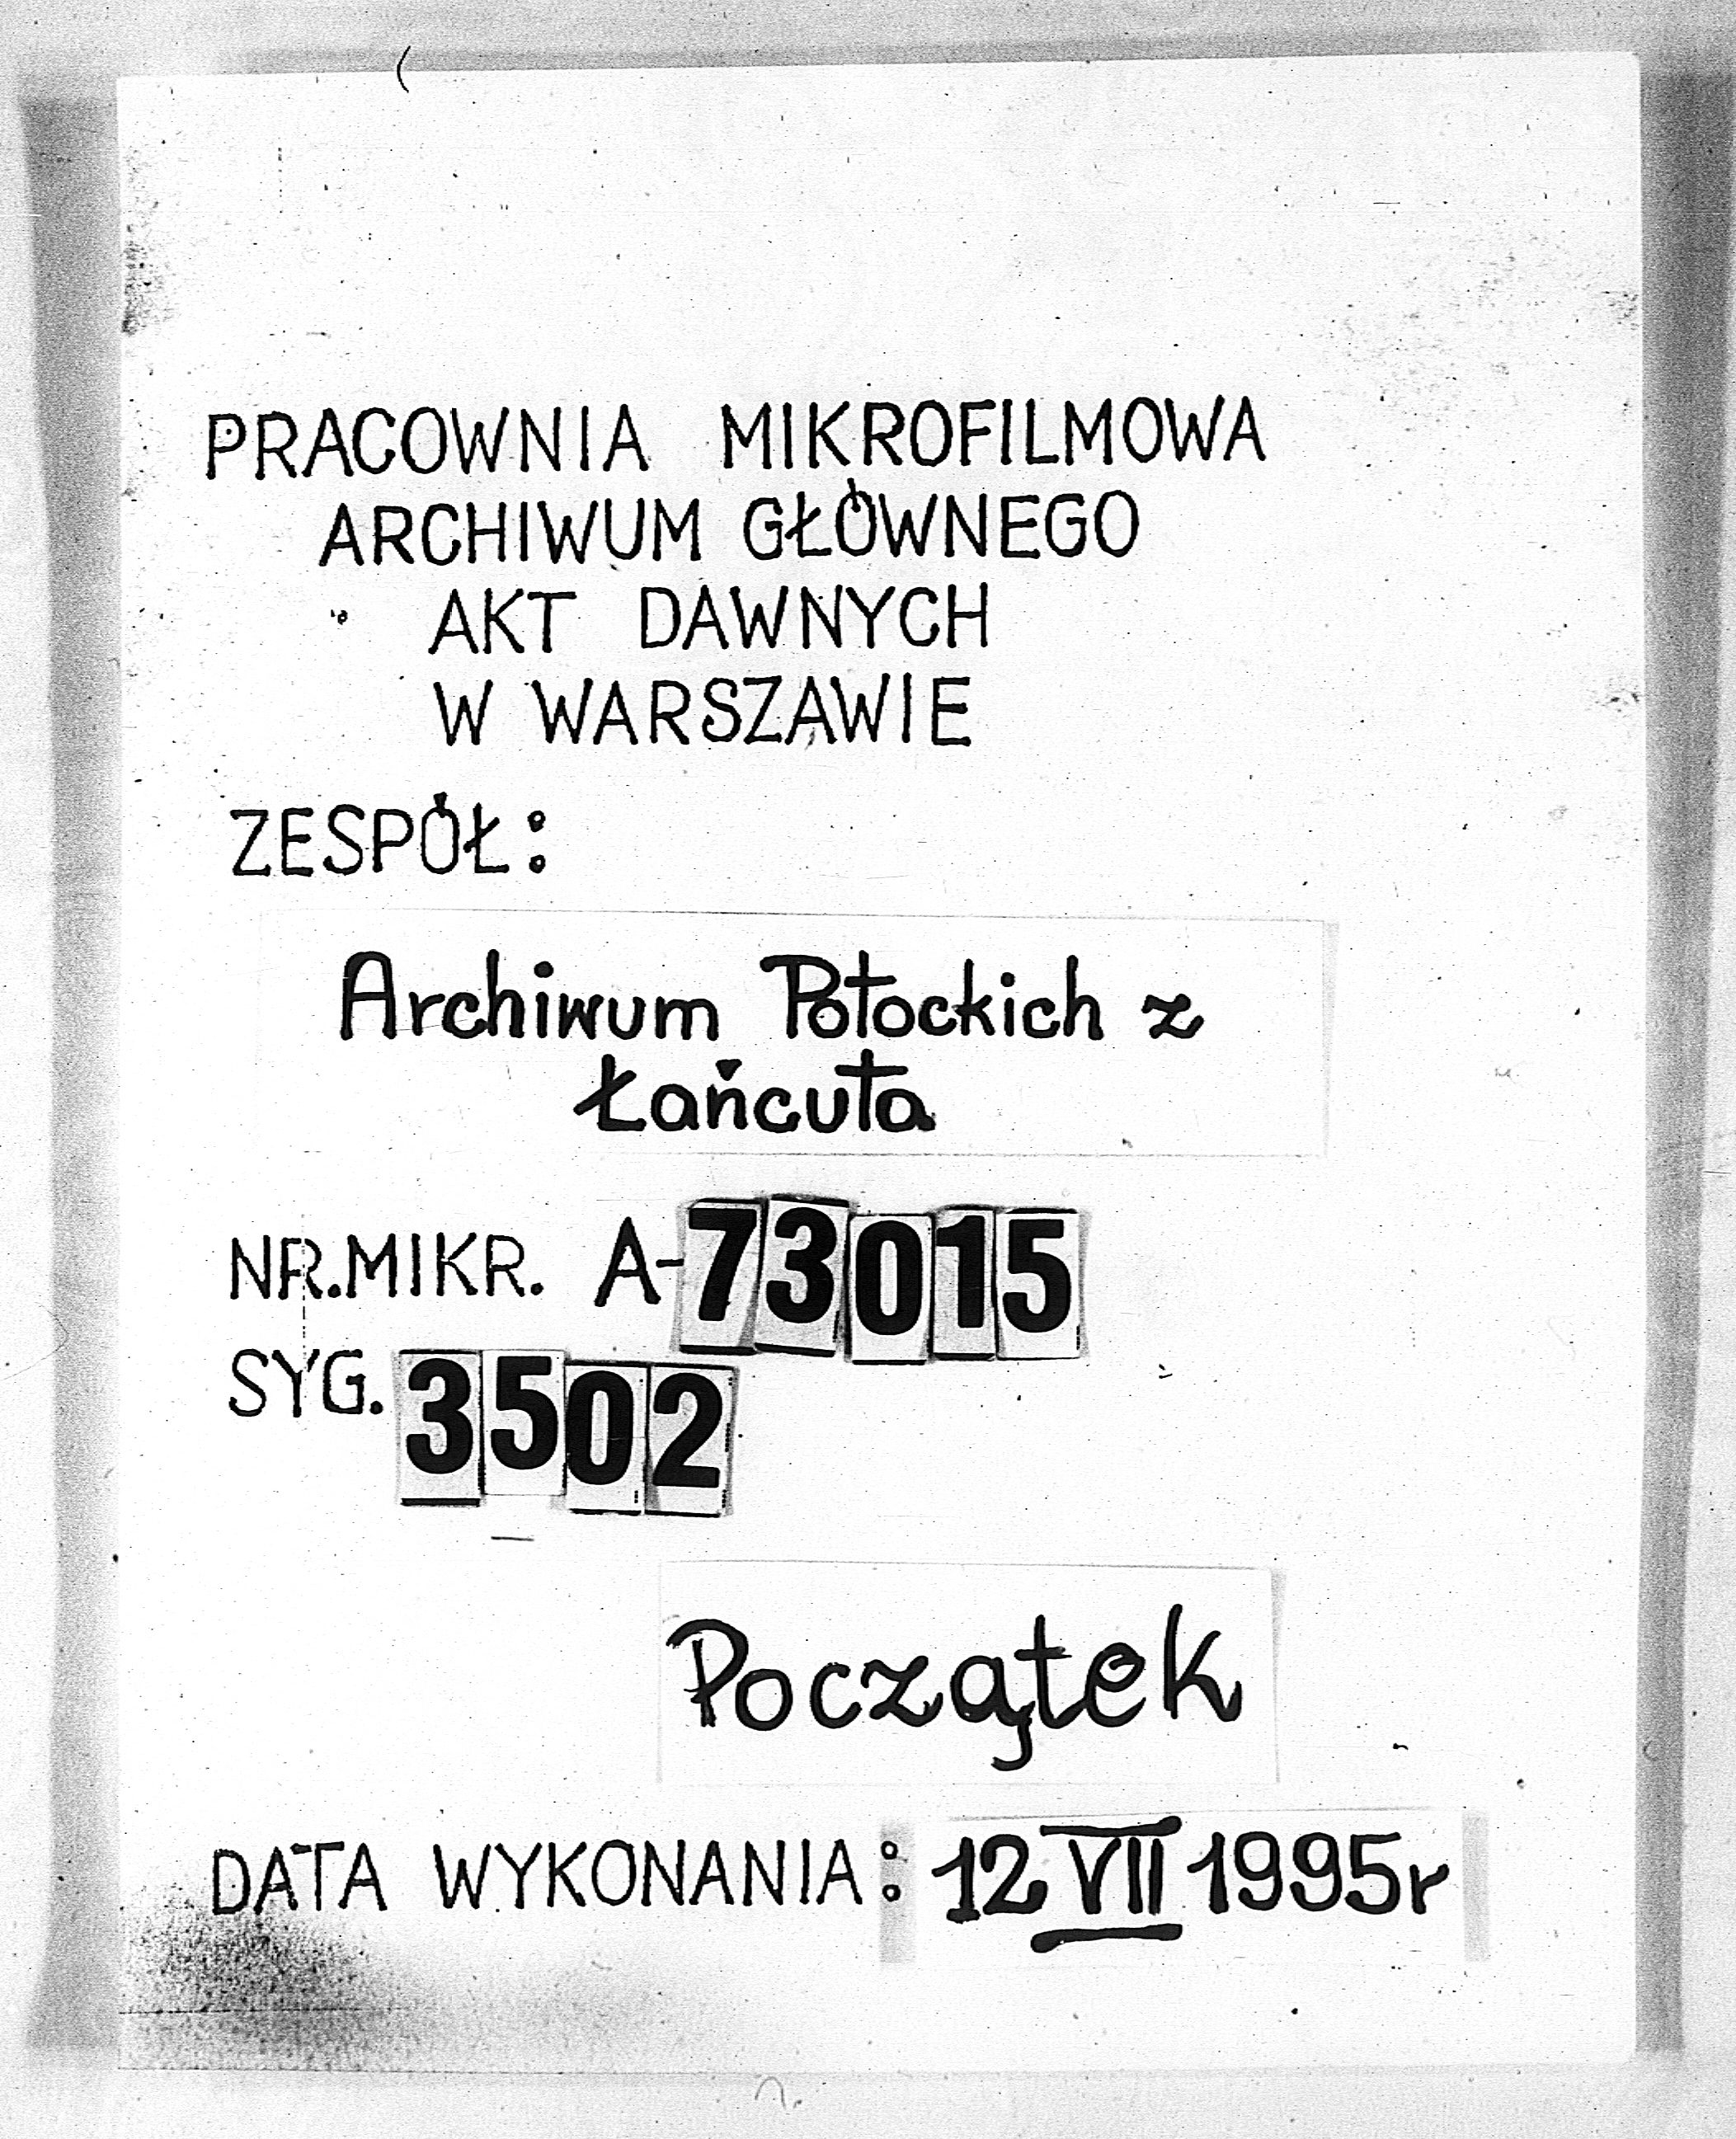 PRACOWNIA MIKROFILMOWA
ARCHIWUM GŁÓWNEGO
AKT DAWNYCH
W WARSZAWIE
ZESPÓŁ:
Archiwum Potockich z
Łańcuta
NR.MIKR. A-73015
SYG. 3502
Początek
DATA WYKONANIA: 12 VII 1995r